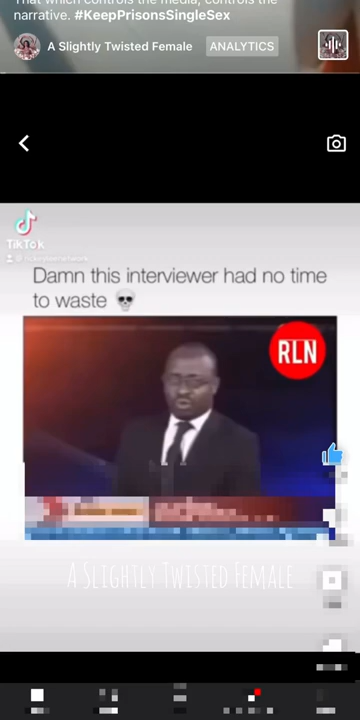 That which controls the media, controls the
narrative. #KeepPrisonsSingleSex
A Slightly Twisted Female
ANALYTICS
TikTok
Damn this interviewer had no time
to waste 💀
RLN
A Slightly Twisted Female